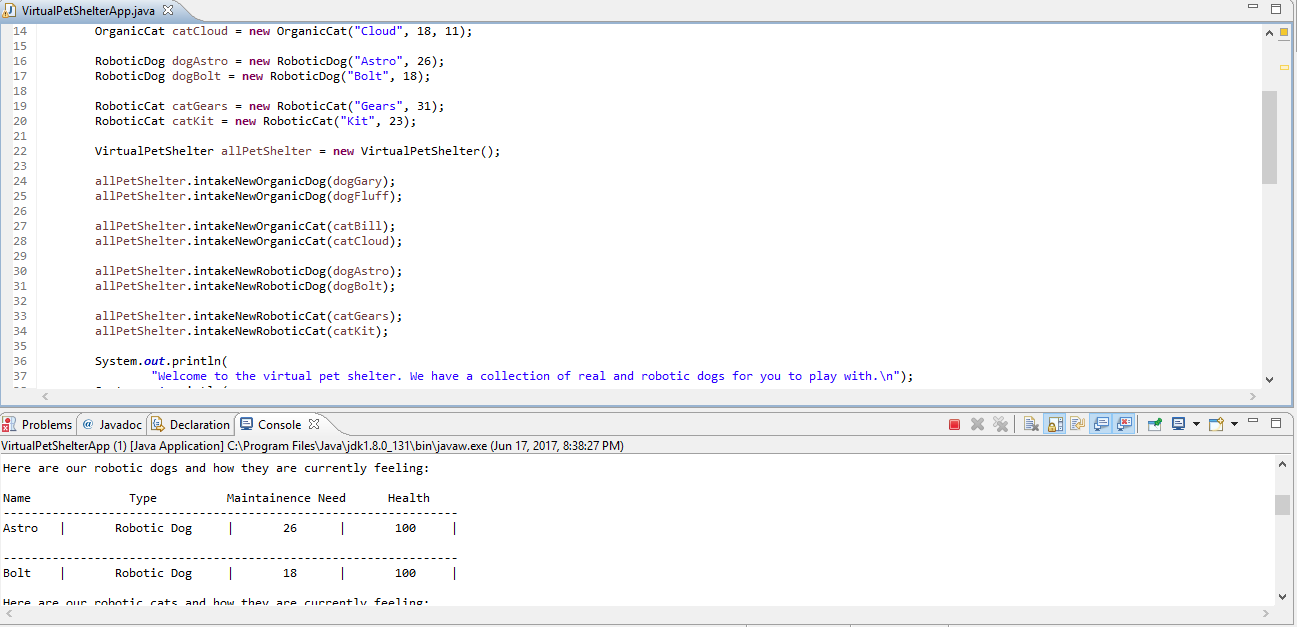 VirtualPetShelterApp.java
14 OrganicCat catCloud = new OrganicCat("Cloud", 18, 11);
15
16 RoboticDog dogAstro = new RoboticDog("Astro", 26);
17 RoboticDog dogBolt = new RoboticDog("Bolt", 18);
18
19 RoboticCat catGears = new RoboticCat("Gears", 31);
20 RoboticCat catKit = new RoboticCat("Kit", 23);
21
22 VirtualPetShelter allPetShelter = new VirtualPetShelter();
23
24 allPetShelter.intakeNewOrganicDog(dogGary);
25 allPetShelter.intakeNewOrganicDog(dogFluff);
26
27 allPetShelter.intakeNewOrganicCat(catBill);
28 allPetShelter.intakeNewOrganicCat(catCloud);
29
30 allPetShelter.intakeNewRoboticDog(dogAstro);
31 allPetShelter.intakeNewRoboticDog(dogBolt);
32
33 allPetShelter.intakeNewRoboticCat(catGears);
34 allPetShelter.intakeNewRoboticCat(catKit);
35
36 System.out.println(
37 "Welcome to the virtual pet shelter. We have a collection of real and robotic dogs for you to play with.\n");
Problems @ Javadoc Declaration Console
VirtualPetShelterApp (1) [Java Application] C:\Program Files\Java\jdk1.8.0_131\bin\javaw.exe (Jun 17, 2017, 8:38:27 PM)
Here are our robotic dogs and how they are currently feeling:
Name Type Maintainence Need Health
-----------------------------------------------------------------
Astro | Robotic Dog | 26 | 100 |
-----------------------------------------------------------------
Bolt | Robotic Dog | 18 | 100 |
Here are our robotic cats and how they are currently feeling: